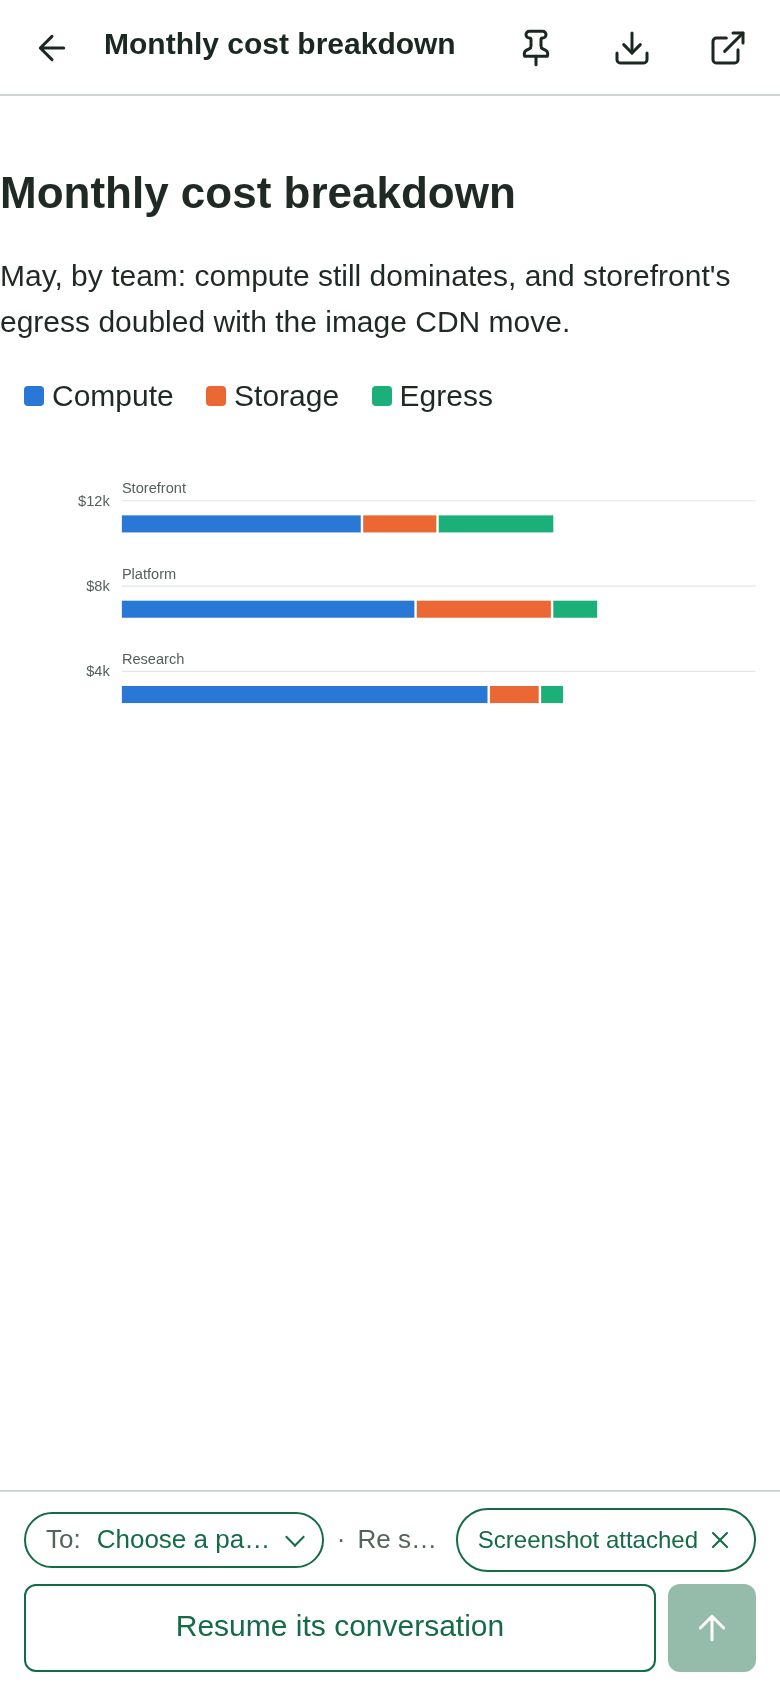 Monthly cost breakdown
Monthly cost breakdown
May, by team: compute still dominates, and storefront's
egress doubled with the image CDN move.
Compute Storage Egress
Storefront
$12k
Platform
$8k
Research
$4k
To: Choose a pa… · Re s… Screenshot attached
Resume its conversation